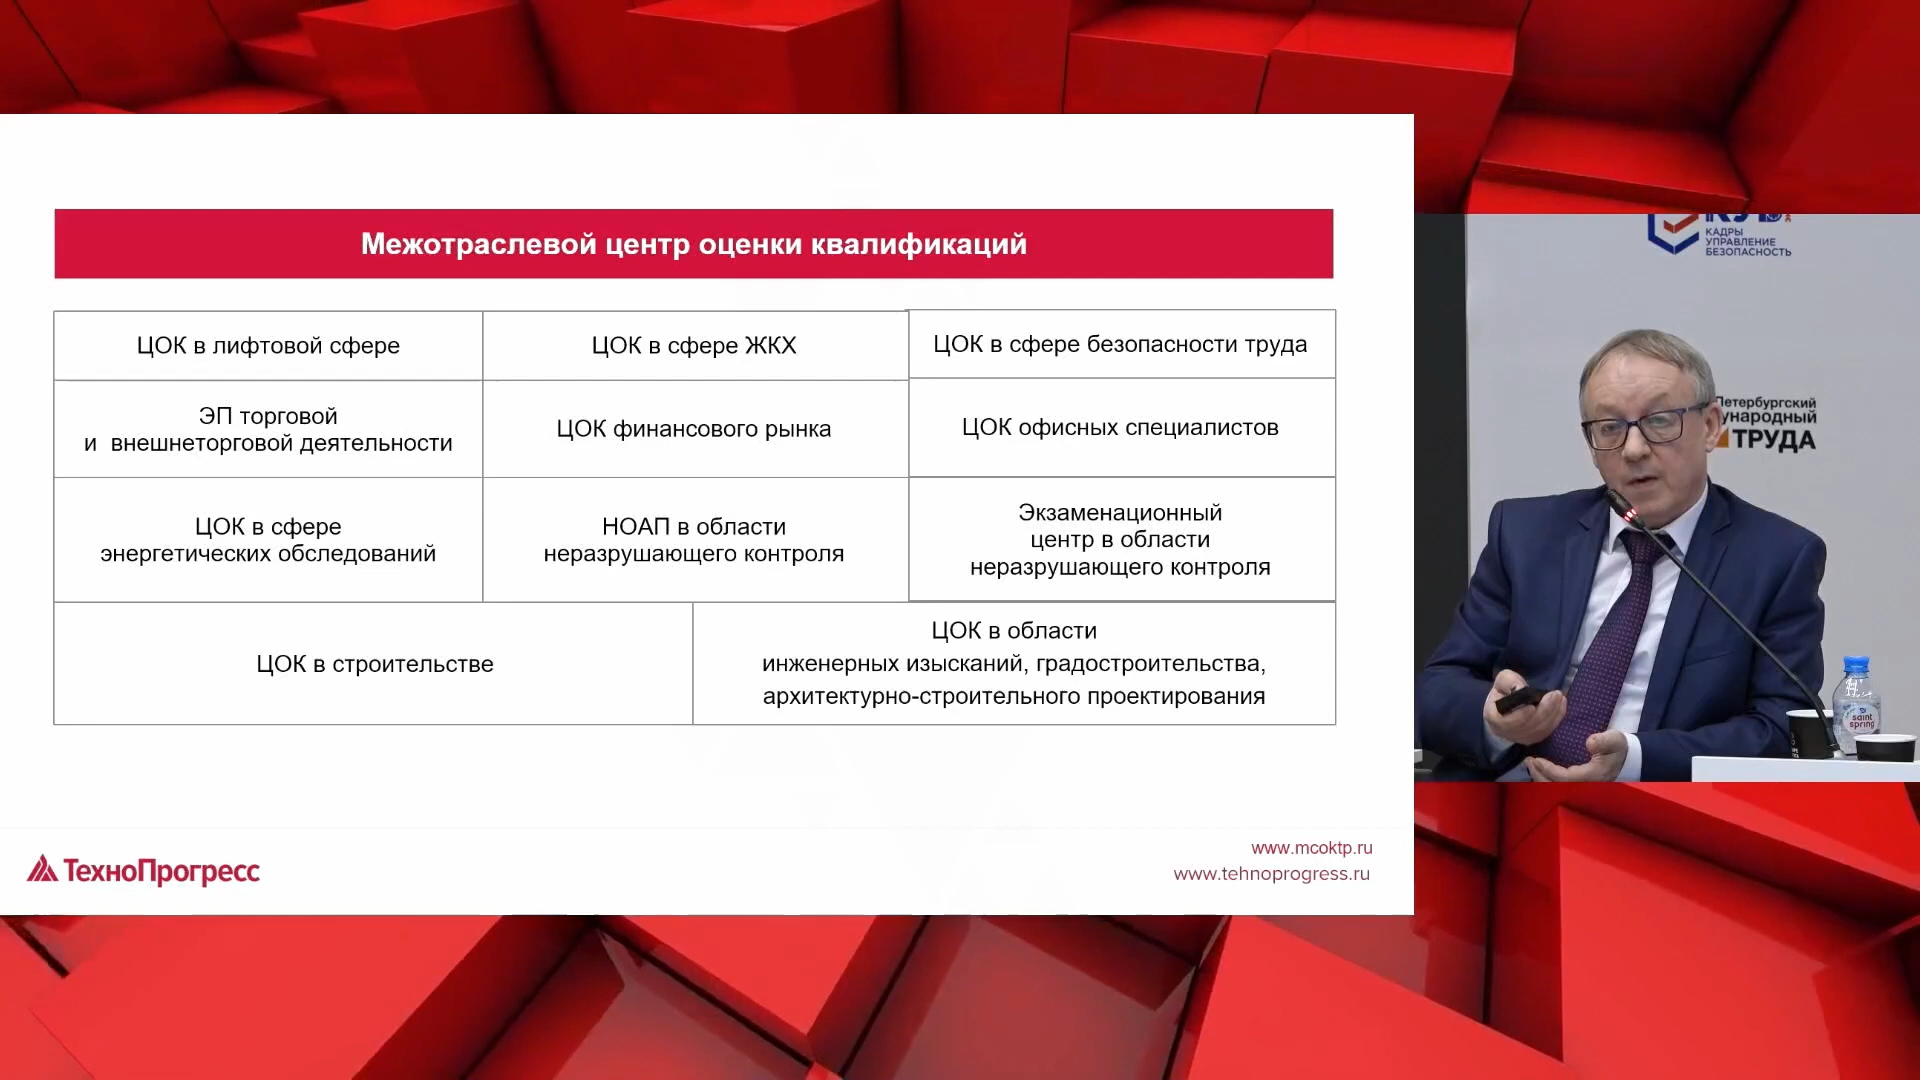 Межотраслевой центр оценки квалификаций
ЦОК в лифтовой сфере
ЦОК в сфере ЖКХ
ЦОК в сфере безопасности труда
ЭП торговой
и внешнеторговой деятельности
ЦОК финансового рынка
ЦОК офисных специалистов
ЦОК в сфере
энергетических обследований
НОАП в области
неразрушающего контроля
Экзаменационный
центр в области
неразрушающего контроля
ЦОК в строительстве
ЦОК в области
инженерных изысканий, градостроительства,
архитектурно-строительного проектирования
ТехноПрогресс
www.mcoktp.ru
www.tehnoprogress.ru
КАДРЫ
УПРАВЛЕНИЕ
БЕЗОПАСНОСТЬ
Петербургский
ТРУДА
saint
spring